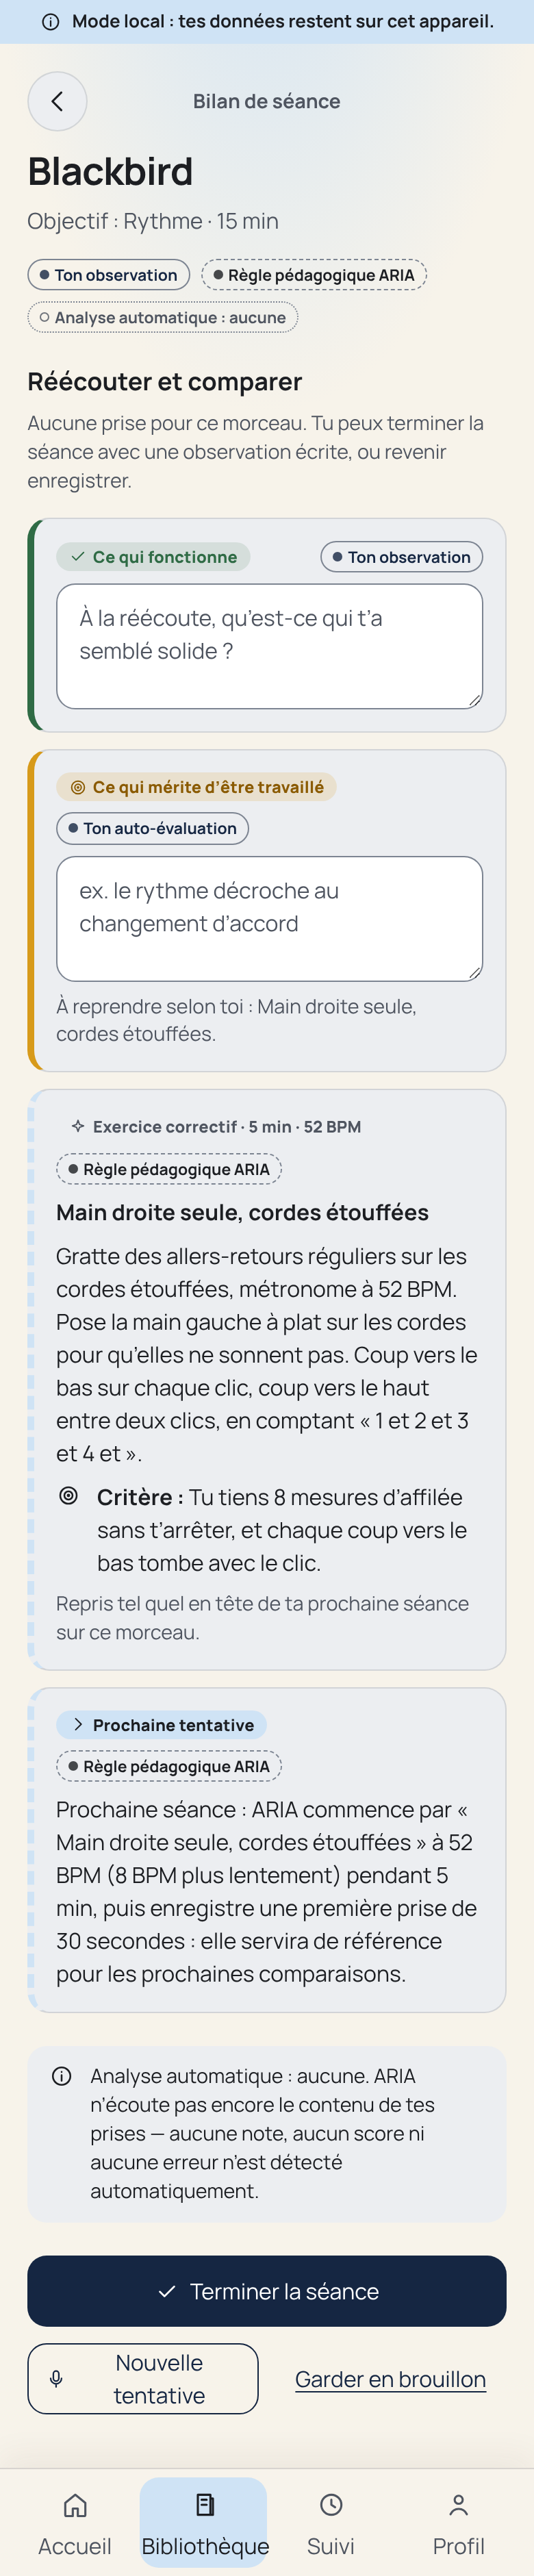 Mode local : tes données restent sur cet appareil.
Bilan de séance
Blackbird
Objectif : Rythme · 15 min
Ton observation
Règle pédagogique ARIA
Analyse automatique : aucune
Réécouter et comparer
Aucune prise pour ce morceau. Tu peux terminer la
séance avec une observation écrite, ou revenir
enregistrer.
Ce qui fonctionne
Ton observation
À la réécoute, qu’est-ce qui t’a
semblé solide ?
Ce qui mérite d’être travaillé
Ton auto-évaluation
ex. le rythme décroche au
changement d’accord
À reprendre selon toi : Main droite seule,
cordes étouffées.
Exercice correctif · 5 min · 52 BPM
Règle pédagogique ARIA
Main droite seule, cordes étouffées
Gratte des allers-retours réguliers sur les
cordes étouffées, métronome à 52 BPM.
Pose la main gauche à plat sur les cordes
pour qu’elles ne sonnent pas. Coup vers le
bas sur chaque clic, coup vers le haut
entre deux clics, en comptant « 1 et 2 et 3
et 4 et ».
Critère : Tu tiens 8 mesures d’affilée
sans t’arrêter, et chaque coup vers le
bas tombe avec le clic.
Repris tel quel en tête de ta prochaine séance
sur ce morceau.
Prochaine tentative
Règle pédagogique ARIA
Prochaine séance : ARIA commence par «
Main droite seule, cordes étouffées » à 52
BPM (8 BPM plus lentement) pendant 5
min, puis enregistre une première prise de
30 secondes : elle servira de référence
pour les prochaines comparaisons.
Analyse automatique : aucune. ARIA
n’écoute pas encore le contenu de tes
prises — aucune note, aucun score ni
aucune erreur n’est détecté
automatiquement.
Terminer la séance
Nouvelle
tentative
Garder en brouillon
Accueil
Bibliothèque
Suivi
Profil